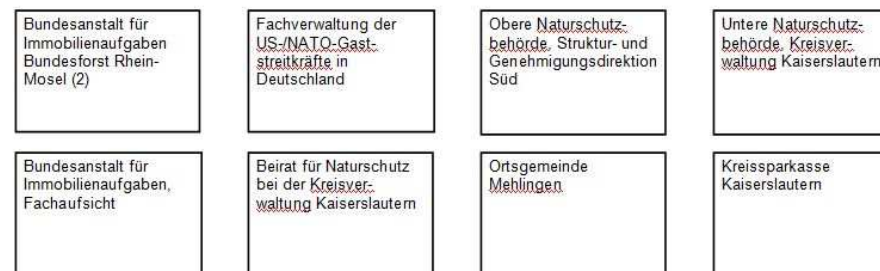 Bundesanstalt für
Immobilienaufgaben
Bundesforst Rhein-
Mosel (2)
Fachverwaltung der
US-/NATO-Gast-
streitkräfte in
Deutschland
Obere Naturschutz-
behörde, Struktur- und
Genehmigungsdirektion
Süd
Untere Naturschutz-
behörde, Kreisver-
waltung Kaiserslautern
Bundesanstalt für
Immobilienaufgaben,
Fachaufsicht
Beirat für Naturschutz
bei der Kreisver-
waltung Kaiserslautern
Ortsgemeinde
Mehlingen
Kreissparkasse
Kaiserslautern